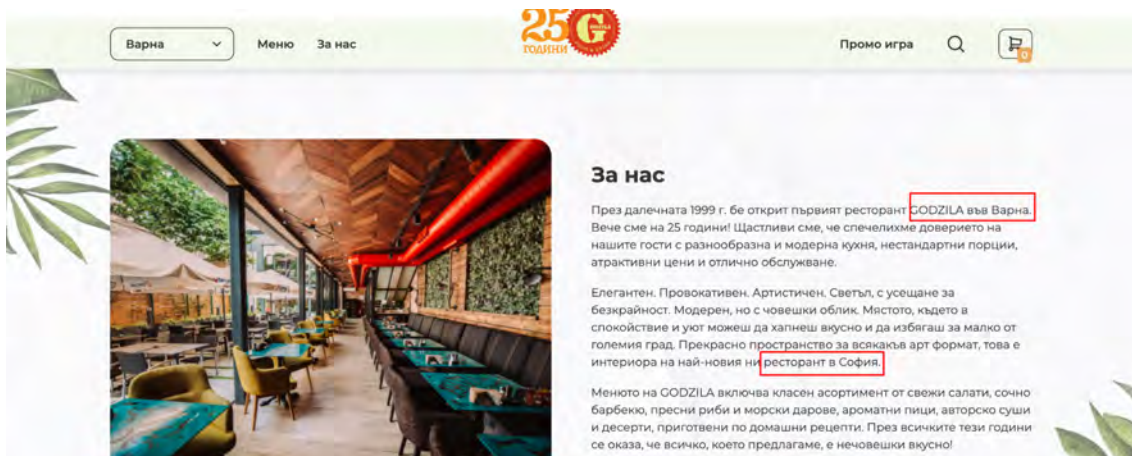 25
ГОДИНИ
G
Варна
Меню
За нас
Промо игра
0
За нас
През далечната 1999 г. бе открит първият ресторант GODZILA във Варна.
Вече сме на 25 години! Щастливи сме, че спечелихме доверието на
нашите гости с разнообразна и модерна кухня, нестандартни порции,
атрактивни цени и отлично обслужване.
Елегантен. Провокативен. Артистичен. Светъл, с усещане за
безкрайност. Модерен, но с човешки облик. Мястото, където в
спокойствие и уют можеш да хапнеш вкусно и да избягаш за малко от
големия град. Прекрасно пространство за всякакъв арт формат, това е
интериора на най-новия ни ресторант в София.
Менюто на GODZILA включва класен асортимент от свежи салати, сочно
барбекю, пресни риби и морски дарове, ароматни пици, авторско суши
и десерти, приготвени по домашни рецепти. През всичките тези години
се оказа, че всичко, което предлагаме, е нечовешки вкусно!